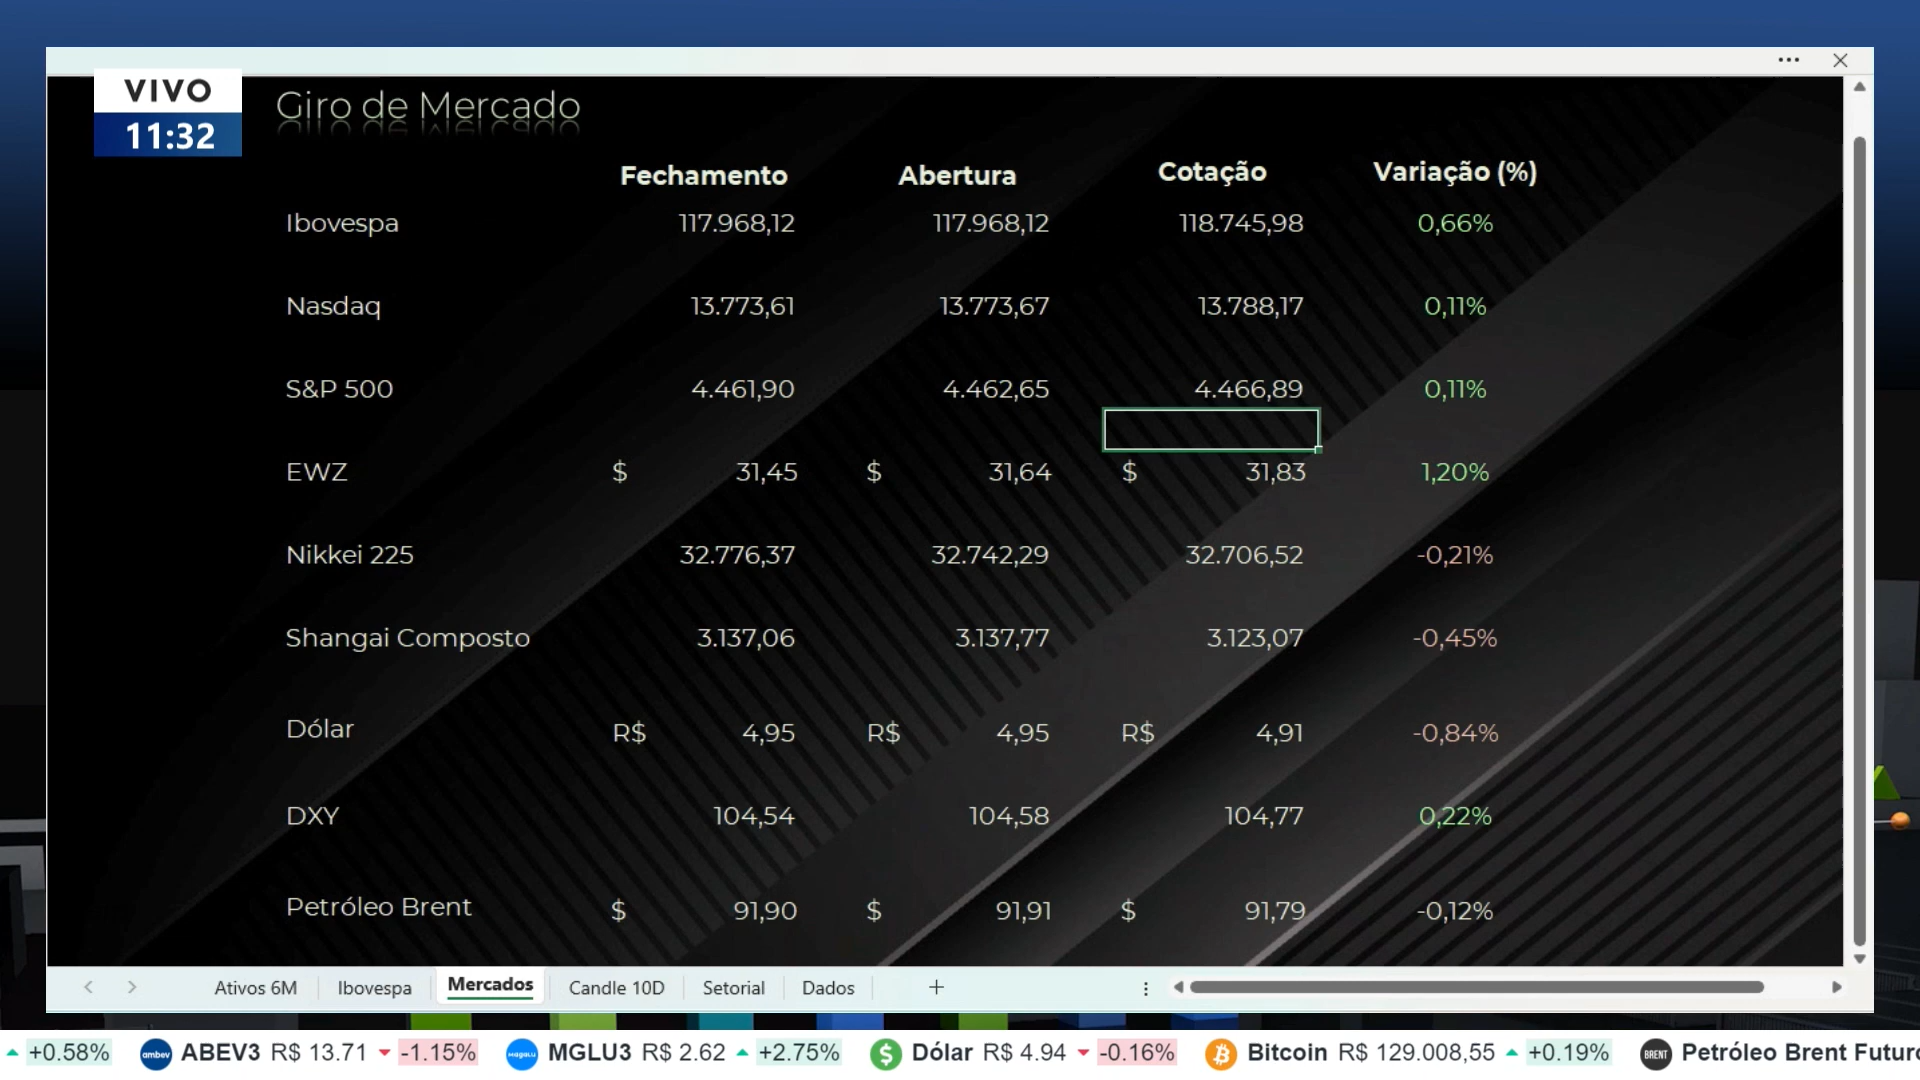 VIVO
11:32
Giro de Mercado
Fechamento Abertura Cotação Variação (%)
Ibovespa 117.968,12 117.968,12 118.745,98 0,66%
Nasdaq 13.773,61 13.773,67 13.788,17 0,11%
S&P 500 4.461,90 4.462,65 4.466,89 0,11%
EWZ $ 31,45 $ 31,64 $ 31,83 1,20%
Nikkei 225 32.776,37 32.742,29 32.706,52 -0,21%
Shangai Composto 3.137,06 3.137,77 3.123,07 -0,45%
Dólar R$ 4,95 R$ 4,95 R$ 4,91 -0,84%
DXY 104,54 104,58 104,77 0,22%
Petróleo Brent $ 91,90 $ 91,91 $ 91,79 -0,12%
Ativos 6M Ibovespa Mercados Candle 10D Setorial Dados
+0.58% ambev ABEV3 R$ 13.71 -1.15% Magalu MGLU3 R$ 2.62 +2.75% $ Dólar R$ 4.94 -0.16% Bitcoin R$ 129.008,55 +0.19% BRENT Petróleo Brent Futuro